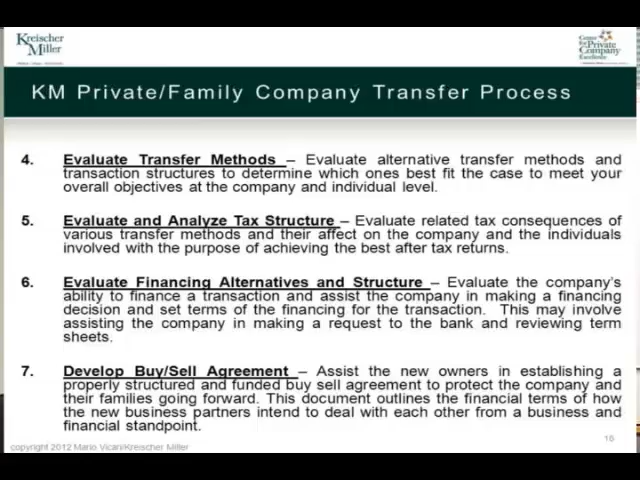 Kreischer
Miller
Center
for Private
Company
Excellence
KM Private/Family Company Transfer Process
4. Evaluate Transfer Methods – Evaluate alternative transfer methods and
transaction structures to determine which ones best fit the case to meet your
overall objectives at the company and individual level.
5. Evaluate and Analyze Tax Structure – Evaluate related tax consequences of
various transfer methods and their affect on the company and the individuals
involved with the purpose of achieving the best after tax returns.
6. Evaluate Financing Alternatives and Structure – Evaluate the company's
ability to finance a transaction and assist the company in making a financing
decision and set terms of the financing for the transaction. This may involve
assisting the company in making a request to the bank and reviewing term
sheets.
7. Develop Buy/Sell Agreement – Assist the new owners in establishing a
properly structured and funded buy sell agreement to protect the company and
their families going forward. This document outlines the financial terms of how
the new business partners intend to deal with each other from a business and
financial standpoint.
16
copyright 2012 Mario Vicari/Kreischer Miller